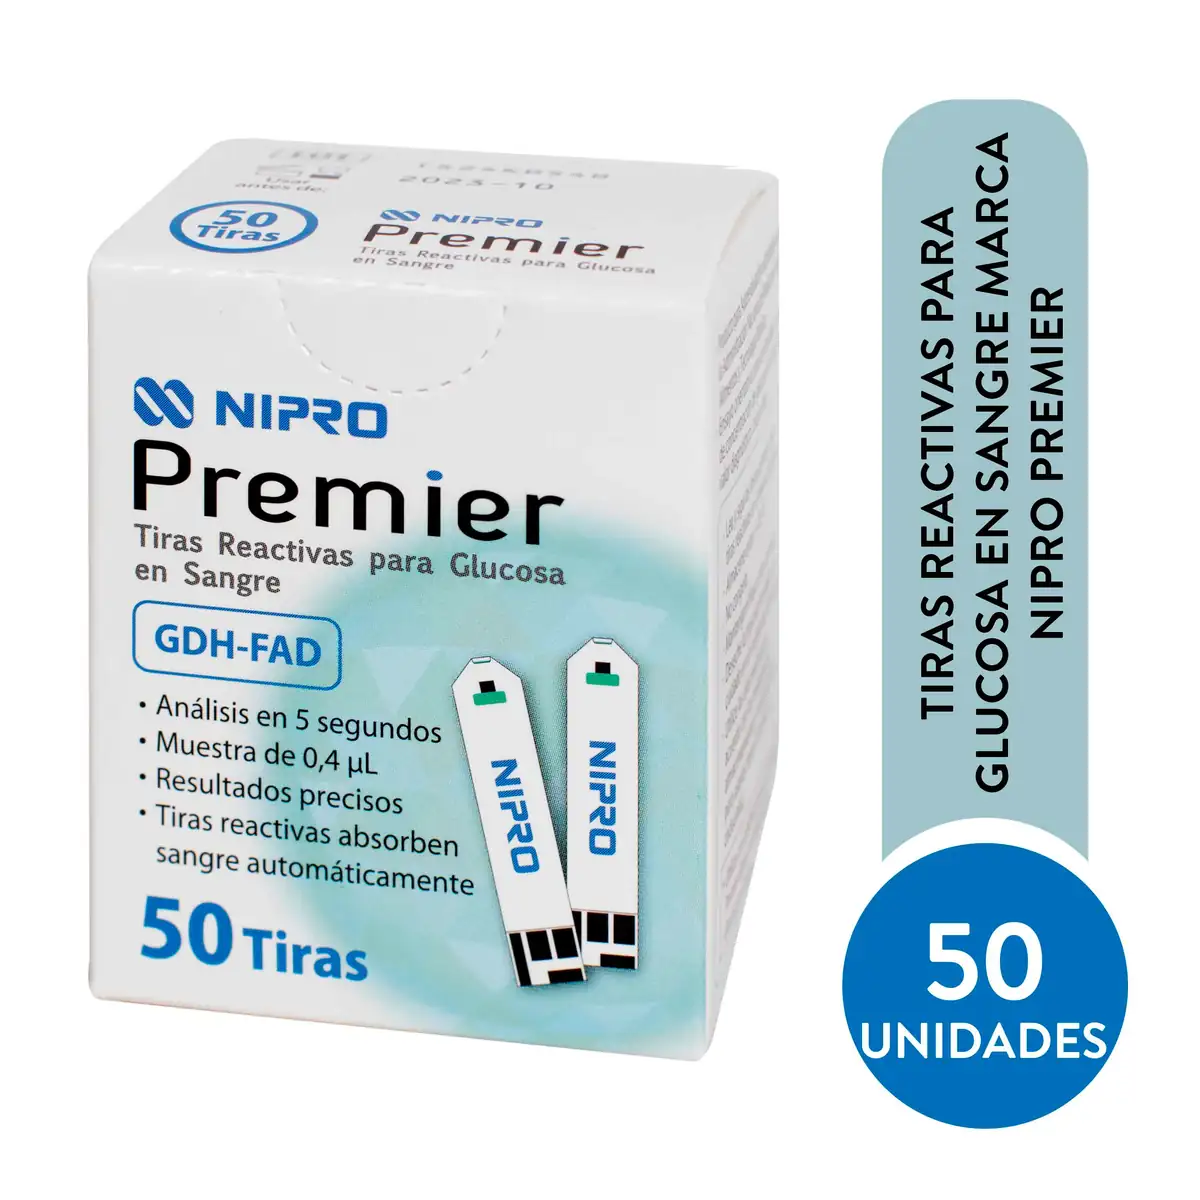 LOT
Usar
antes de:
2023-10
50
Tiras
NIPRO
Premier
Tiras Reactivas para Glucosa
en Sangre
NIPRO
Premier
Tiras Reactivas para Glucosa
en Sangre
GDH-FAD
• Análisis en 5 segundos
• Muestra de 0,4 µL
• Resultados precisos
• Tiras reactivas absorben
sangre automáticamente
50 Tiras
NIPRO
NIPRO
TIRAS REACTIVAS PARA
GLUCOSA EN SANGRE MARCA
NIPRO PREMIER
50
UNIDADES